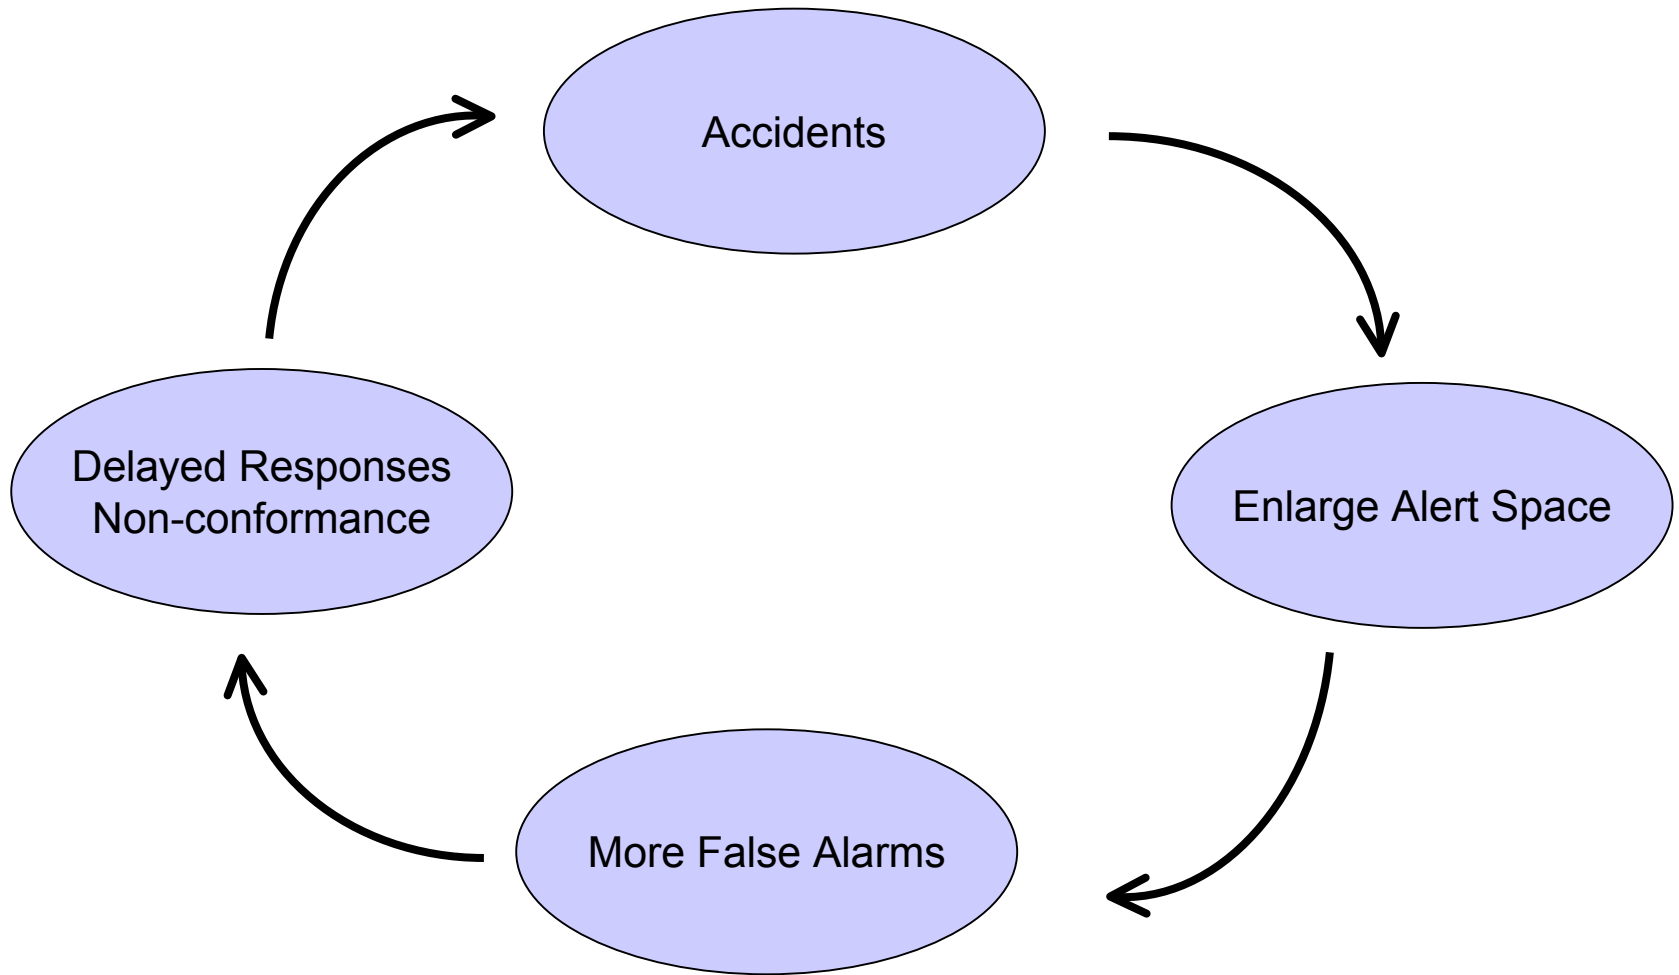 Accidents
Enlarge Alert Space
More False Alarms
Delayed Responses
Non-conformance